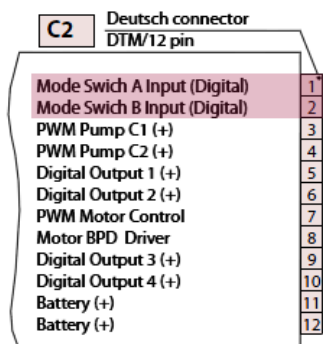 C2 Deutsch connector
DTM/12 pin
Mode Swich A Input (Digital) 1*
Mode Swich B Input (Digital) 2
PWM Pump C1 (+) 3
PWM Pump C2 (+) 4
Digital Output 1 (+) 5
Digital Output 2 (+) 6
PWM Motor Control 7
Motor BPD Driver 8
Digital Output 3 (+) 9
Digital Output 4 (+) 10
Battery (+) 11
Battery (+) 12